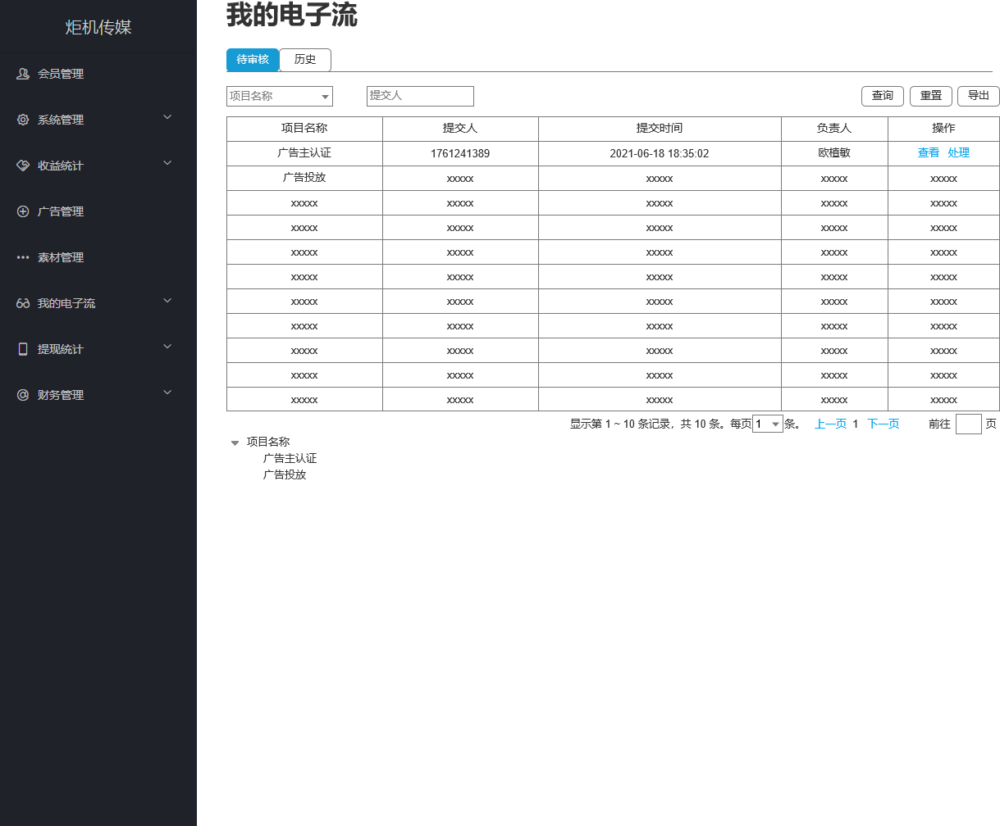 炬机传媒
会员管理
系统管理
收益统计
广告管理
素材管理
我的电子流
提现统计
财务管理
我的电子流
待审核 历史
项目名称 提交人 查询 重置 导出
项目名称 提交人 提交时间 负责人 操作
广告主认证 1761241389 2021-06-18 18:35:02 欧植敏 查看 处理
广告投放 xxxxx xxxxx xxxxx xxxxx
xxxxx xxxxx xxxxx xxxxx xxxxx
xxxxx xxxxx xxxxx xxxxx xxxxx
xxxxx xxxxx xxxxx xxxxx xxxxx
xxxxx xxxxx xxxxx xxxxx xxxxx
xxxxx xxxxx xxxxx xxxxx xxxxx
xxxxx xxxxx xxxxx xxxxx xxxxx
xxxxx xxxxx xxxxx xxxxx xxxxx
xxxxx xxxxx xxxxx xxxxx xxxxx
xxxxx xxxxx xxxxx xxxxx xxxxx
显示第 1 ~ 10 条记录，共 10 条。每页 1 条。 上一页 1 下一页 前往 页
项目名称
广告主认证
广告投放